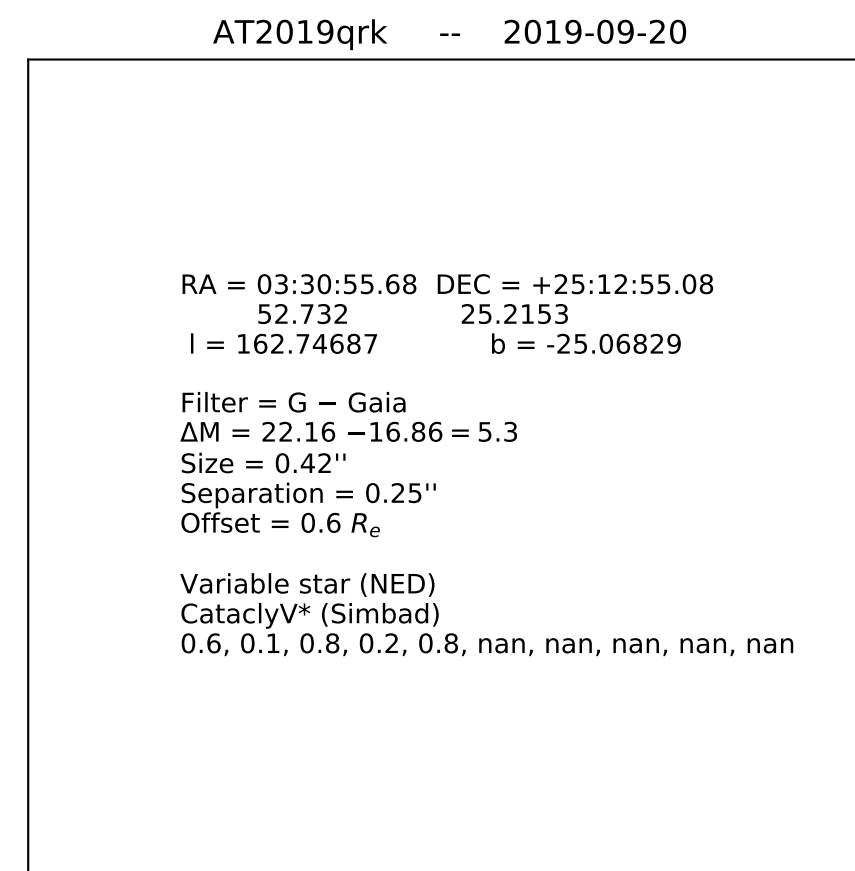 AT2019qrk -- 2019-09-20
RA = 03:30:55.68 DEC = +25:12:55.08
52.732 25.2153
l = 162.74687 b = -25.06829
Filter = G − Gaia
ΔM = 22.16 −16.86 = 5.3
Size = 0.42''
Separation = 0.25''
Offset = 0.6 Rₑ
Variable star (NED)
CataclyV* (Simbad)
0.6, 0.1, 0.8, 0.2, 0.8, nan, nan, nan, nan, nan